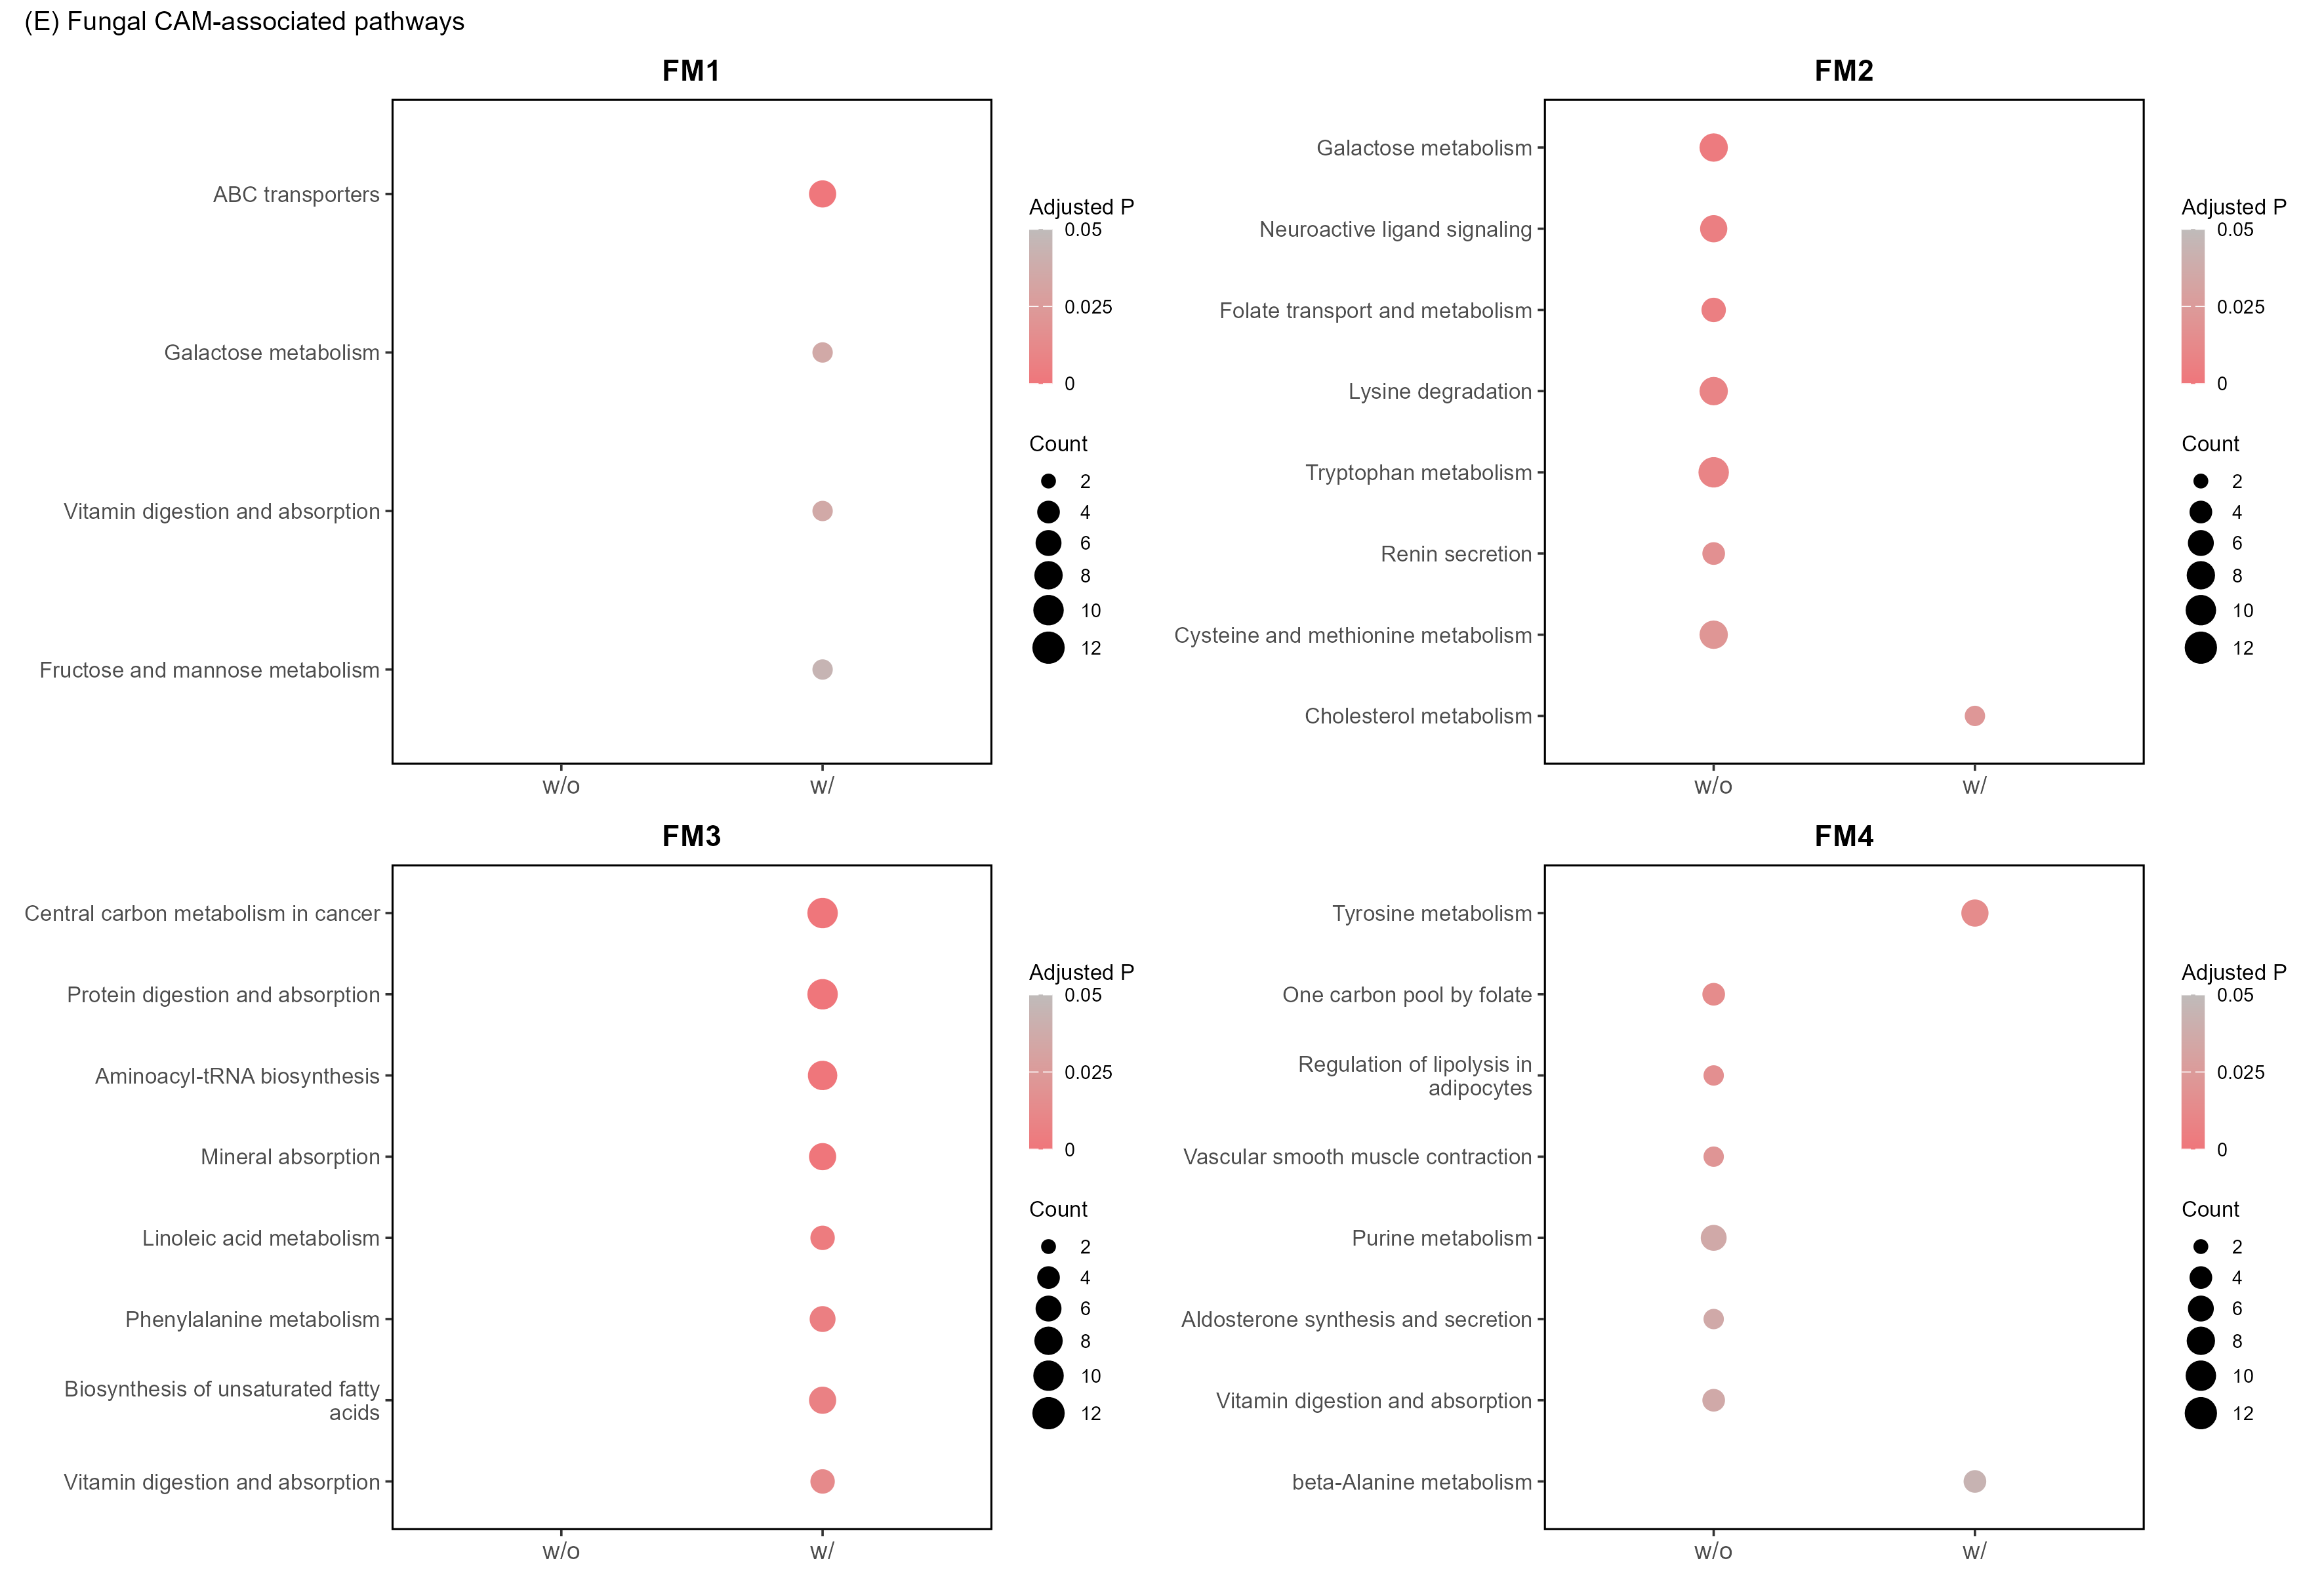 (E) Fungal CAM-associated pathways
FM1
ABC transporters
Galactose metabolism
Vitamin digestion and absorption
Fructose and mannose metabolism
w/o
w/
Adjusted P
0.05
0.025
0
Count
2
4
6
8
10
12
FM2
Galactose metabolism
Neuroactive ligand signaling
Folate transport and metabolism
Lysine degradation
Tryptophan metabolism
Renin secretion
Cysteine and methionine metabolism
Cholesterol metabolism
w/o
w/
Adjusted P
0.05
0.025
0
Count
2
4
6
8
10
12
FM3
Central carbon metabolism in cancer
Protein digestion and absorption
Aminoacyl-tRNA biosynthesis
Mineral absorption
Linoleic acid metabolism
Phenylalanine metabolism
Biosynthesis of unsaturated fatty
acids
Vitamin digestion and absorption
w/o
w/
Adjusted P
0.05
0.025
0
Count
2
4
6
8
10
12
FM4
Tyrosine metabolism
One carbon pool by folate
Regulation of lipolysis in
adipocytes
Vascular smooth muscle contraction
Purine metabolism
Aldosterone synthesis and secretion
Vitamin digestion and absorption
beta-Alanine metabolism
w/o
w/
Adjusted P
0.05
0.025
0
Count
2
4
6
8
10
12